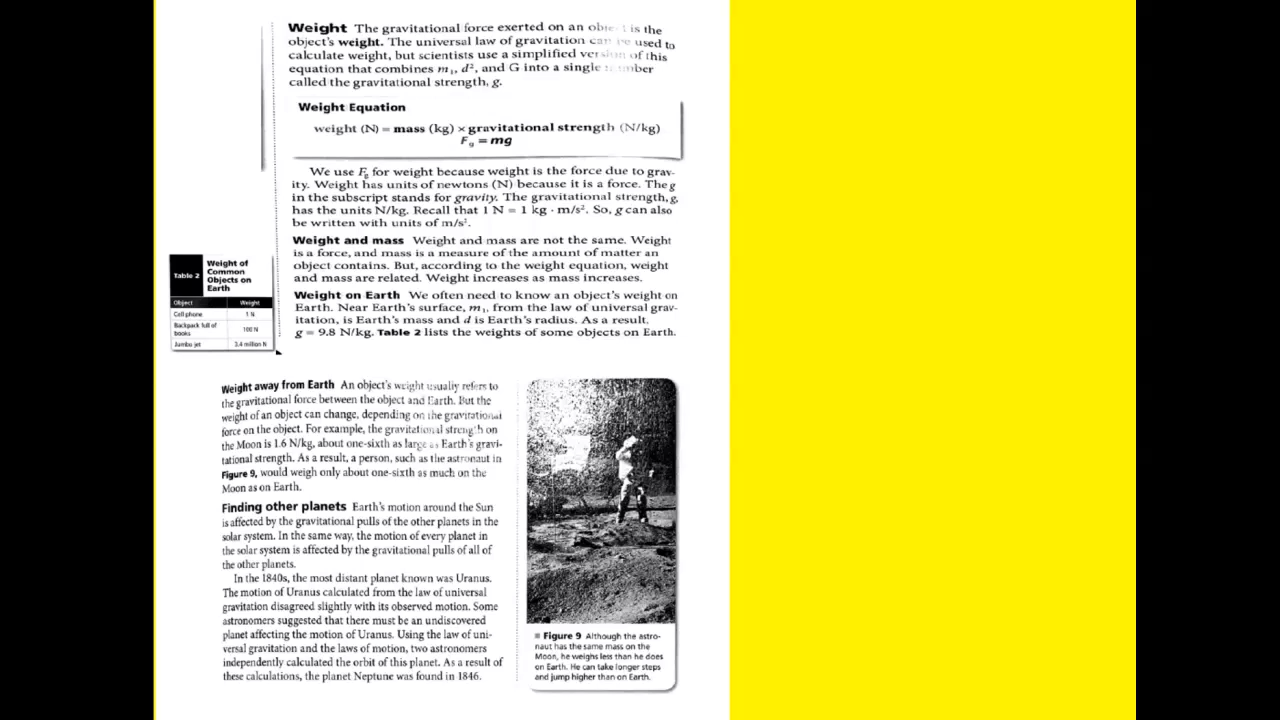 Weight The gravitational force exerted on an object is the
object's weight. The universal law of gravitation can be used to
calculate weight, but scientists use a simplified version of this
equation that combines m₁, d², and G into a single number
called the gravitational strength, g.
Weight Equation
weight (N) = mass (kg) × gravitational strength (N/kg)
Fg = mg
We use Fg for weight because weight is the force due to grav-
ity. Weight has units of newtons (N) because it is a force. The g
in the subscript stands for gravity. The gravitational strength, g,
has the units N/kg. Recall that 1 N = 1 kg · m/s². So, g can also
be written with units of m/s².
Weight and mass Weight and mass are not the same. Weight
is a force, and mass is a measure of the amount of matter an
object contains. But, according to the weight equation, weight
and mass are related. Weight increases as mass increases.
Weight on Earth We often need to know an object's weight on
Earth. Near Earth's surface, m₁, from the law of universal grav-
itation, is Earth's mass and d is Earth's radius. As a result,
g = 9.8 N/kg. Table 2 lists the weights of some objects on Earth.
Table 2
Weight of
Common
Objects on
Earth
Object Weight
Cell phone 1 N
Backpack full of
books 100 N
Jumbo jet 3.4 million N
Weight away from Earth An object's weight usually refers to
the gravitational force between the object and Earth. But the
weight of an object can change, depending on the gravitational
force on the object. For example, the gravitational strength on
the Moon is 1.6 N/kg, about one-sixth as large as Earth's gravi-
tational strength. As a result, a person, such as the astronaut in
Figure 9, would weigh only about one-sixth as much on the
Moon as on Earth.
Finding other planets Earth's motion around the Sun
is affected by the gravitational pulls of the other planets in the
solar system. In the same way, the motion of every planet in
the solar system is affected by the gravitational pulls of all of
the other planets.
In the 1840s, the most distant planet known was Uranus.
The motion of Uranus calculated from the law of universal
gravitation disagreed slightly with its observed motion. Some
astronomers suggested that there must be an undiscovered
planet affecting the motion of Uranus. Using the law of uni-
versal gravitation and the laws of motion, two astronomers
independently calculated the orbit of this planet. As a result of
these calculations, the planet Neptune was found in 1846.
Figure 9 Although the astro-
naut has the same mass on the
Moon, he weighs less than he does
on Earth. He can take longer steps
and jump higher than on Earth.